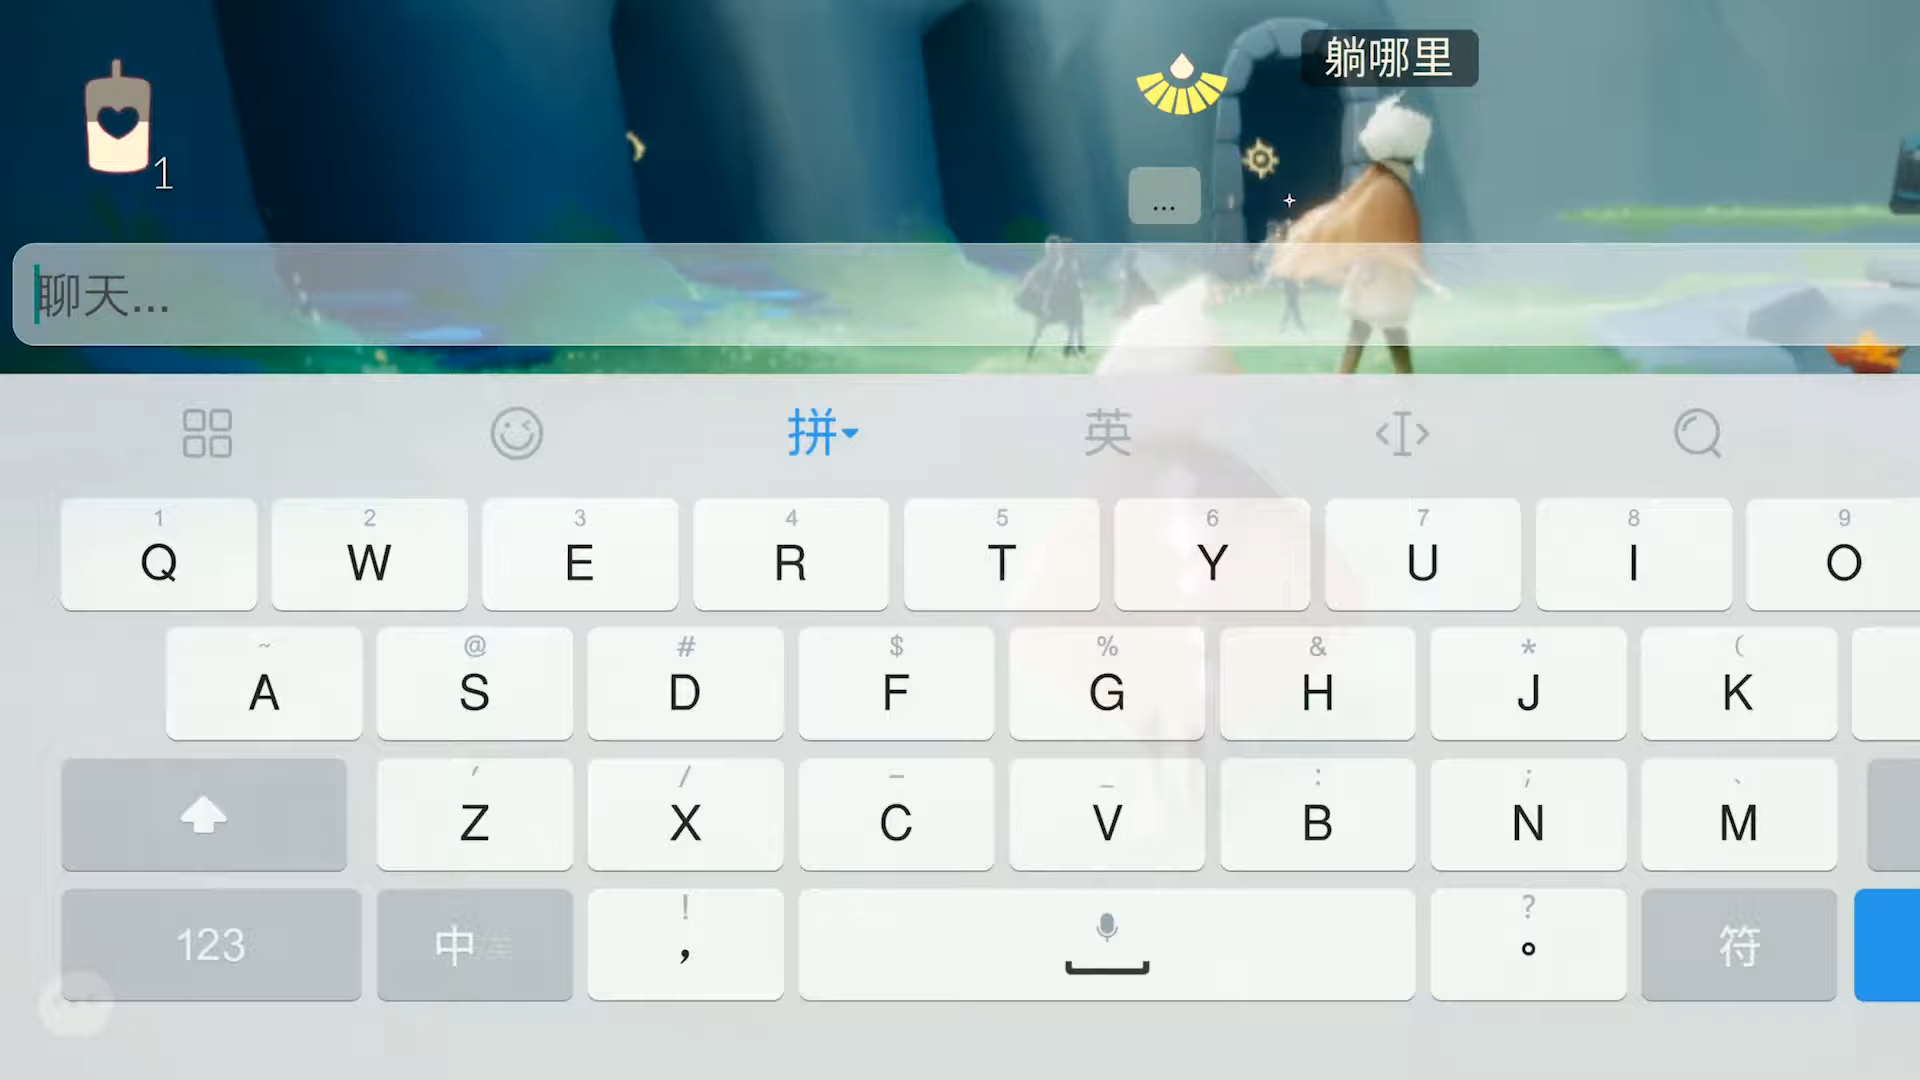 躺哪里
1
...
聊天...
拼 英
1 2 3 4 5 6 7 8 9
Q W E R T Y U I O
~ @ # $ % & * (
A S D F G H J K
' / – _ : ; 、
Z X C V B N M
! ?
123 中 , 。 符